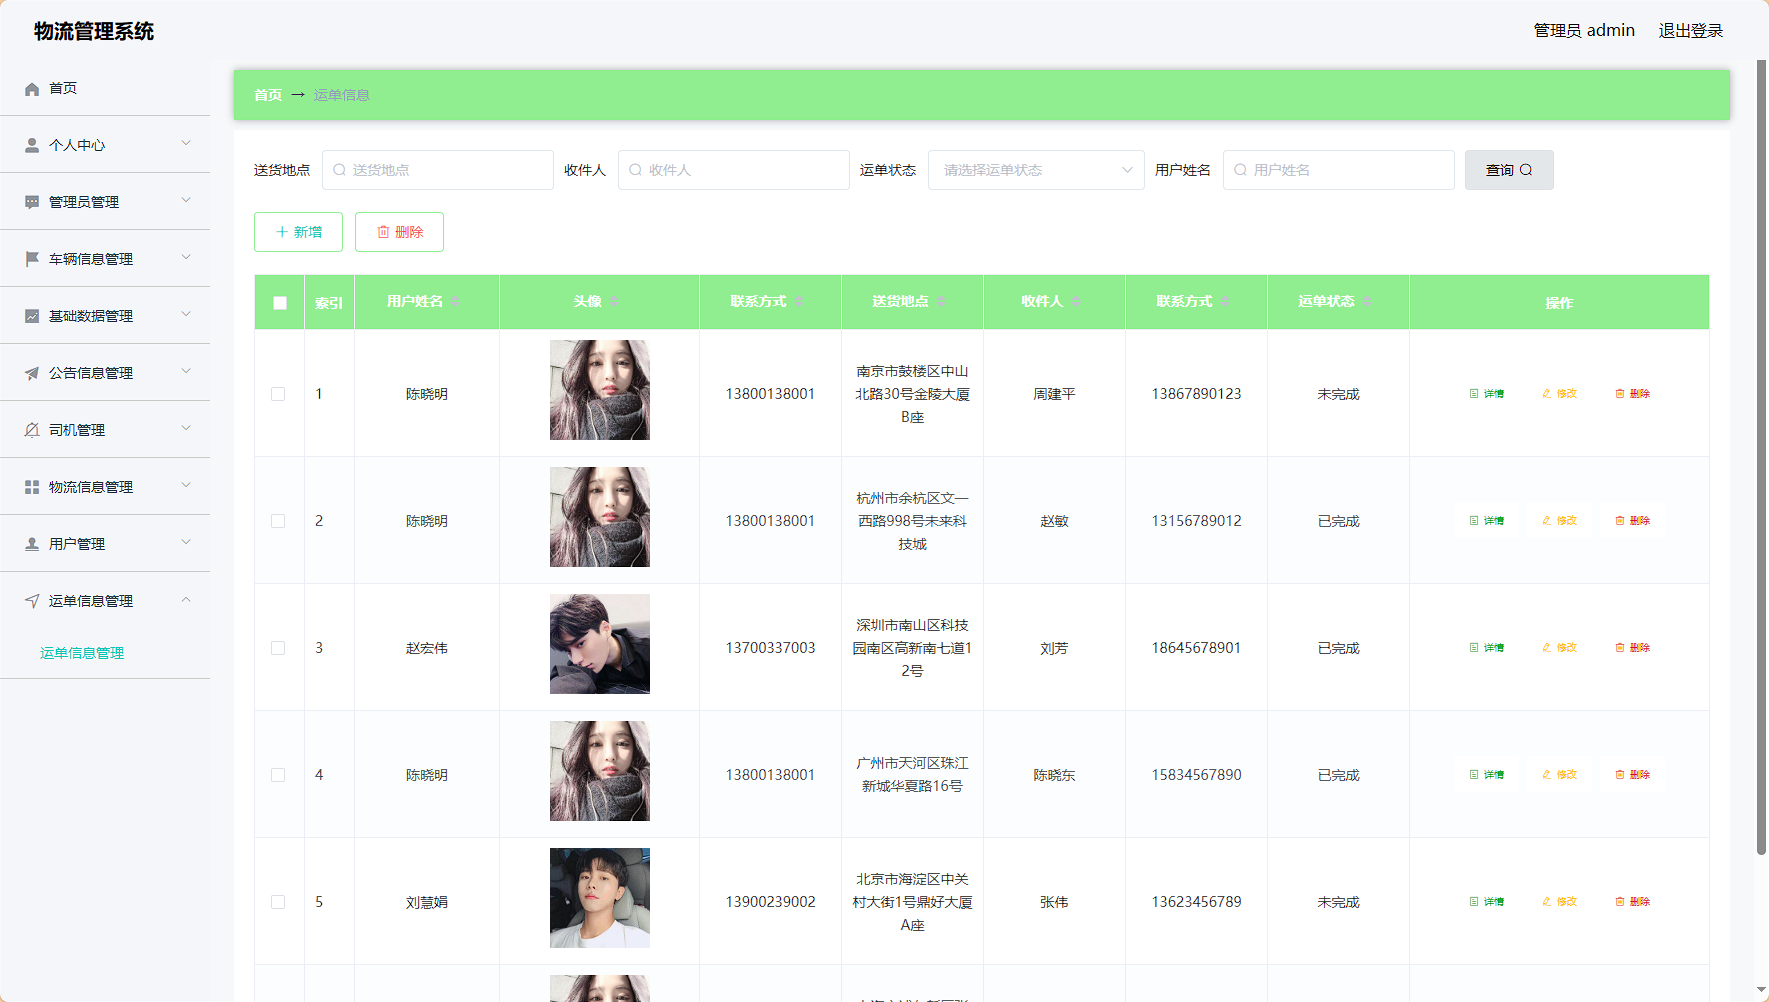 物流管理系统
管理员 admin 退出登录
首页
个人中心
管理员管理
车辆信息管理
基础数据管理
公告信息管理
司机管理
物流信息管理
用户管理
运单信息管理
运单信息管理
首页 → 运单信息
送货地点 送货地点 收件人 收件人 运单状态 请选择运单状态 用户姓名 用户姓名 查询
新增 删除
索引 用户姓名 头像 联系方式 送货地点 收件人 联系方式 运单状态 操作
1 陈晓明 13800138001 南京市鼓楼区中山
北路30号金陵大厦
B座 周建平 13867890123 未完成 详情 修改 删除
2 陈晓明 13800138001 杭州市余杭区文一
西路998号未来科
技城 赵敏 13156789012 已完成 详情 修改 删除
3 赵宏伟 13700337003 深圳市南山区科技
园南区高新南七道1
2号 刘芳 18645678901 已完成 详情 修改 删除
4 陈晓明 13800138001 广州市天河区珠江
新城华夏路16号 陈晓东 15834567890 已完成 详情 修改 删除
5 刘慧娟 13900239002 北京市海淀区中关
村大街1号鼎好大厦
A座 张伟 13623456789 未完成 详情 修改 删除